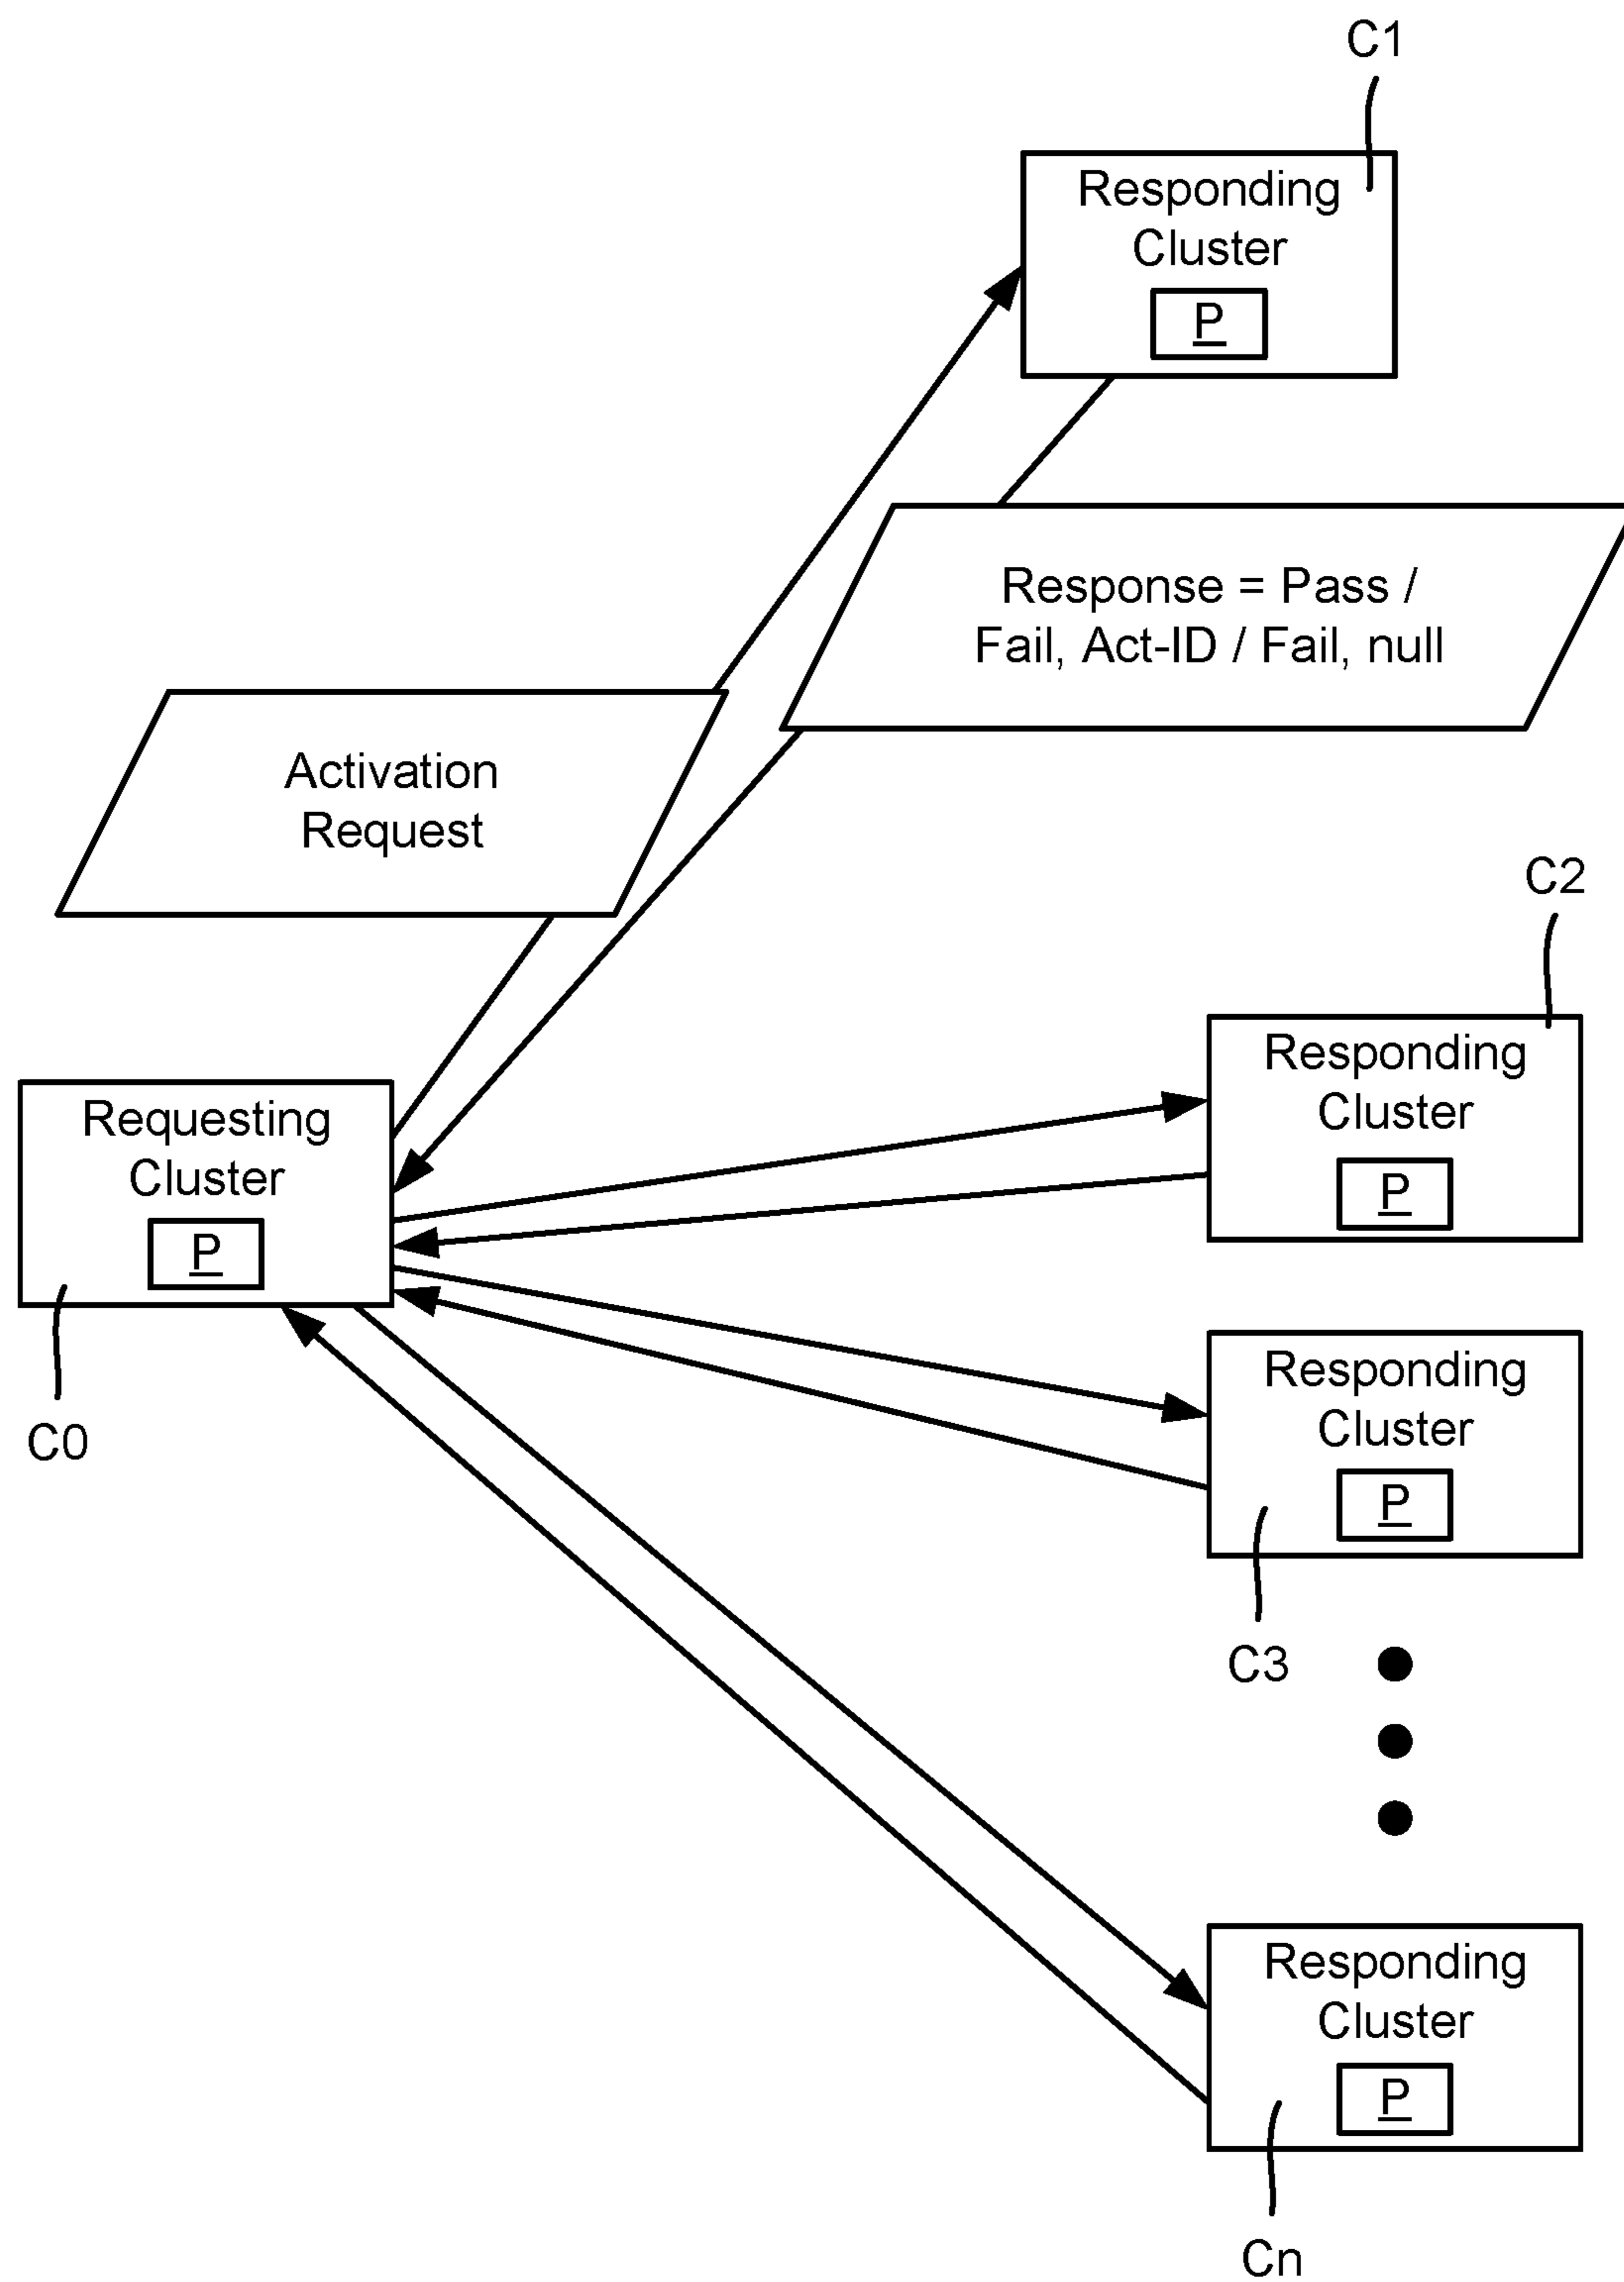 C1
Responding
Cluster
P
Response = Pass /
Fail, Act-ID / Fail, null
Activation
Request
C2
Responding
Cluster
P
Requesting
Cluster
P
C0
Responding
Cluster
P
C3
Responding
Cluster
P
Cn